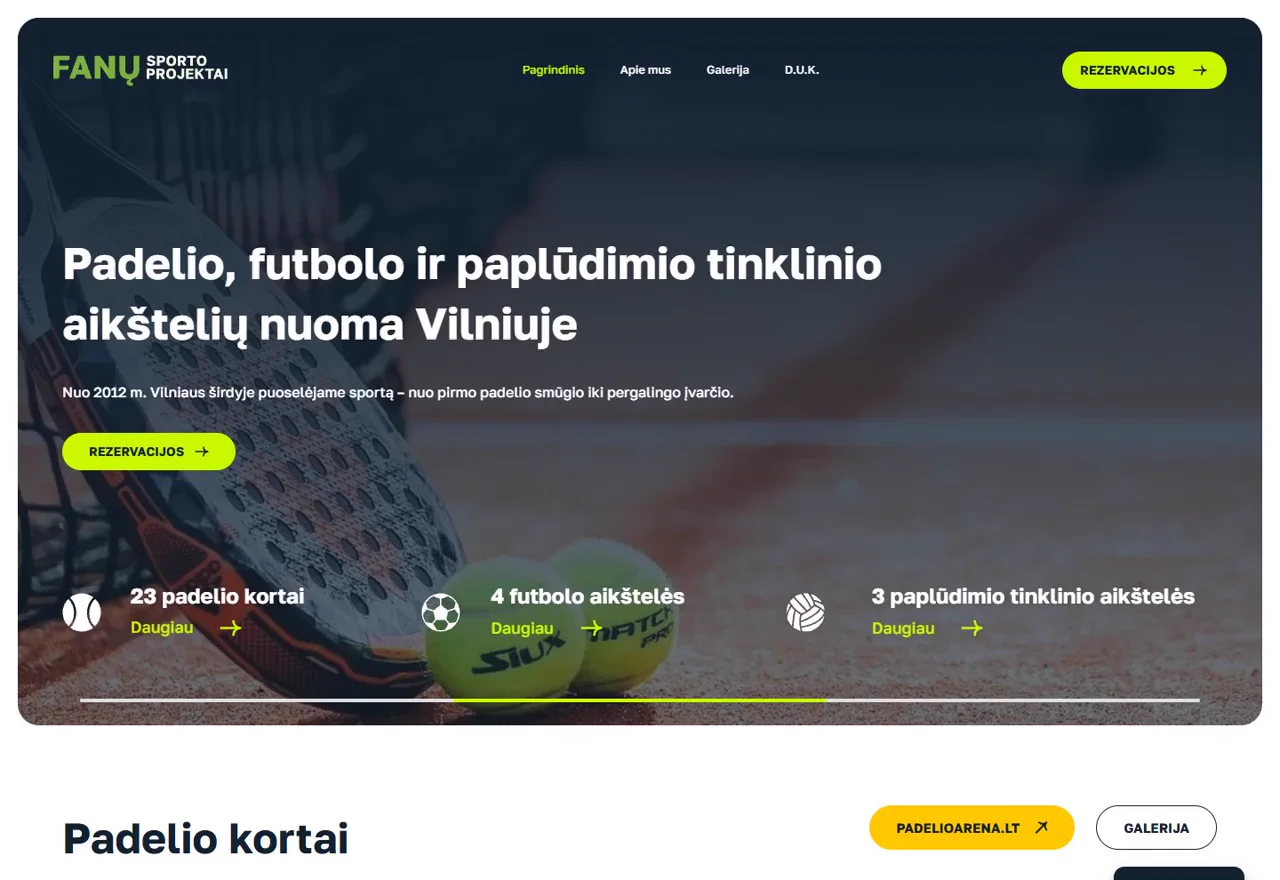 FANŲ SPORTO PROJEKTAI
Pagrindinis
Apie mus
Galerija
D.U.K.
REZERVACIJOS
Padelio, futbolo ir paplūdimio tinklinio
aikštelių nuoma Vilniuje
Nuo 2012 m. Vilniaus širdyje puoselėjame sportą – nuo pirmo padelio smūgio iki pergalingo įvarčio.
REZERVACIJOS
23 padelio kortai
Daugiau
4 futbolo aikštelės
Daugiau
3 paplūdimio tinklinio aikštelės
Daugiau
SIUX
MATCH
PRO
Padelio kortai
PADELIOARENA.LT
GALERIJA